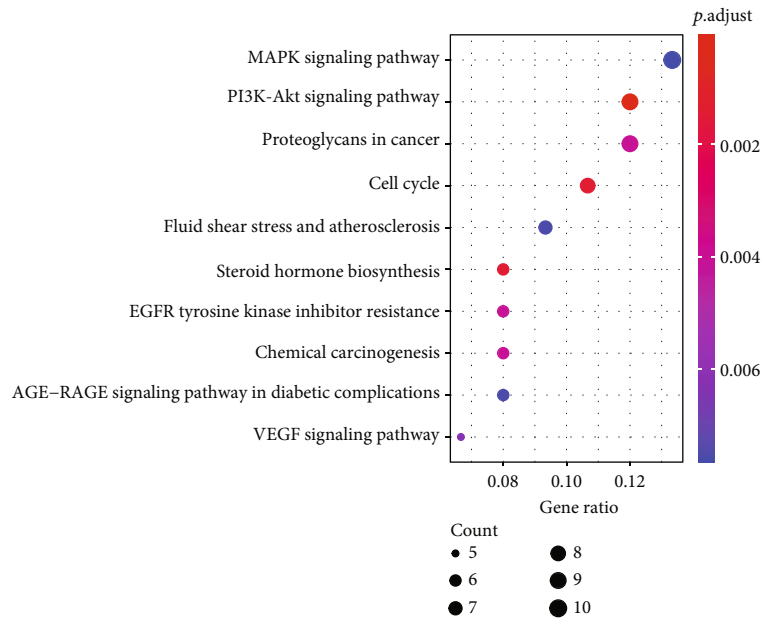 p.adjust
MAPK signaling pathway
PI3K-Akt signaling pathway
Proteoglycans in cancer
Cell cycle
Fluid shear stress and atherosclerosis
Steroid hormone biosynthesis
EGFR tyrosine kinase inhibitor resistance
Chemical carcinogenesis
AGE−RAGE signaling pathway in diabetic complications
VEGF signaling pathway
0.002
0.004
0.006
0.08 0.10 0.12
Gene ratio
Count
5 8
6 9
7 10